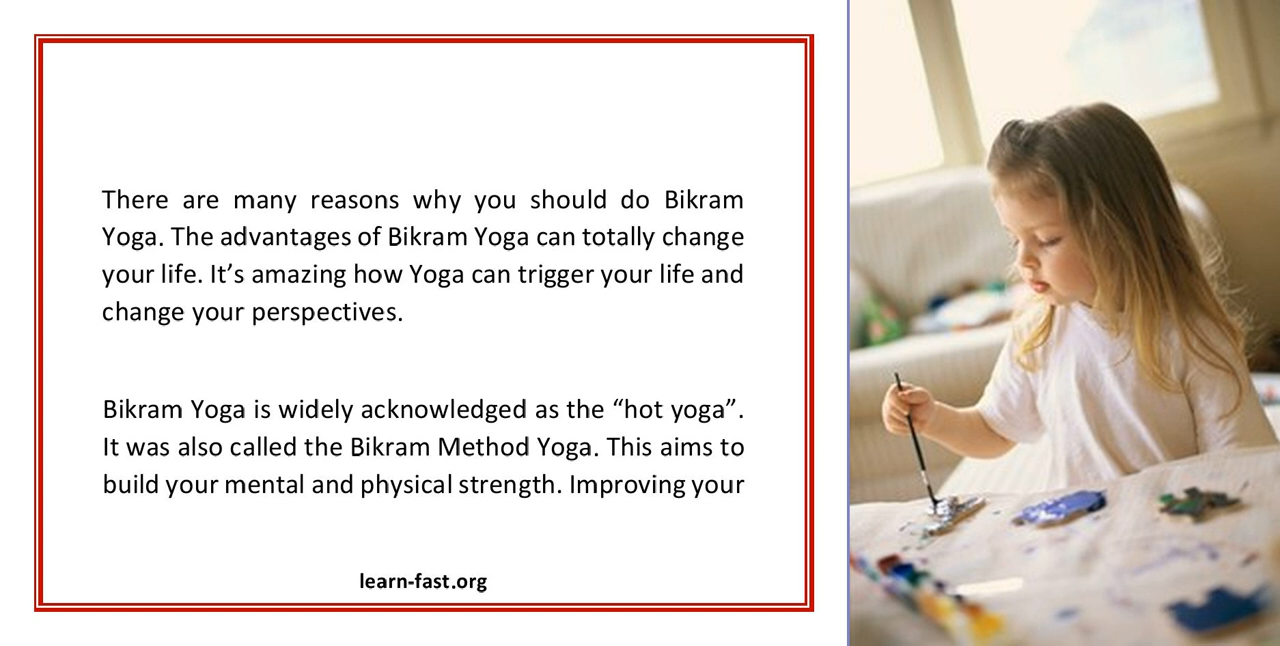 There are many reasons why you should do Bikram
Yoga. The advantages of Bikram Yoga can totally change
your life. It’s amazing how Yoga can trigger your life and
change your perspectives.
Bikram Yoga is widely acknowledged as the “hot yoga”.
It was also called the Bikram Method Yoga. This aims to
build your mental and physical strength. Improving your
learn-fast.org